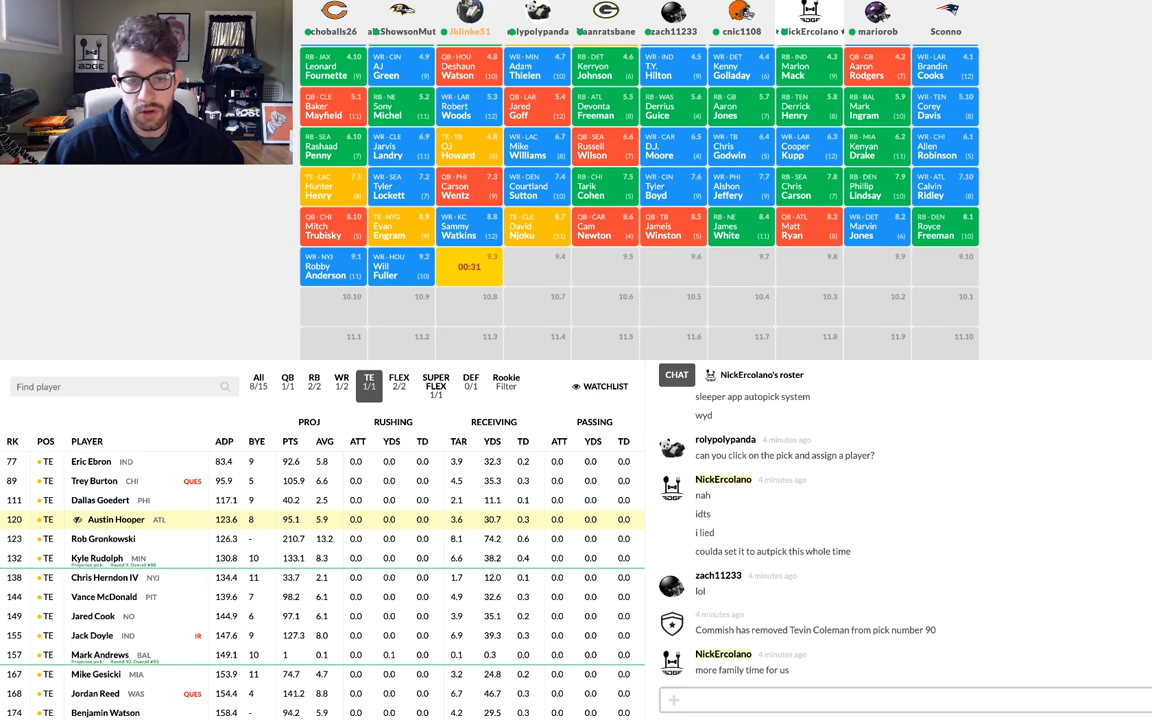 choballs26 ShowsonMut Jklinke51 olypolypanda aanratsbane zach11233 cnic1108 NickErcolano mariorob Sconno
RB - JAX 4.10 Leonard Fournette (9)
WR - CIN 4.9 AJ Green (9)
QB - HOU 4.8 Deshaun Watson (10)
WR - MIN 4.7 Adam Thielen (10)
RB - DET 4.6 Kerryon Johnson (6)
WR - IND 4.5 T.Y. Hilton (9)
WR - DET 4.4 Kenny Golladay (6)
RB - IND 4.3 Marlon Mack (9)
QB - GB 4.2 Aaron Rodgers (7)
WR - LAR 4.1 Brandin Cooks (12)
QB - CLE 5.1 Baker Mayfield (11)
RB - NE 5.2 Sony Michel (11)
WR - LAR 5.3 Robert Woods (12)
QB - LAR 5.4 Jared Goff (12)
RB - ATL 5.5 Devonta Freeman (8)
RB - WAS 5.6 Derrius Guice (4)
RB - GB 5.7 Aaron Jones (7)
RB - TEN 5.8 Derrick Henry (8)
RB - BAL 5.9 Mark Ingram (10)
WR - TEN 5.10 Corey Davis (8)
RB - SEA 6.10 Rashaad Penny (7)
WR - CLE 6.9 Jarvis Landry (11)
TE - TB 6.8 OJ Howard (5)
WR - LAC 6.7 Mike Williams (8)
QB - SEA 6.6 Russell Wilson (7)
WR - CAR 6.5 D.J. Moore (4)
WR - TB 6.4 Chris Godwin (5)
WR - LAR 6.3 Cooper Kupp (12)
RB - MIA 6.2 Kenyan Drake (11)
WR - CHI 6.1 Allen Robinson (5)
TE - LAC 7.1 Hunter Henry (8)
WR - SEA 7.2 Tyler Lockett (7)
QB - PHI 7.3 Carson Wentz (9)
WR - DEN 7.4 Courtland Sutton (10)
RB - CHI 7.5 Tarik Cohen (5)
WR - CIN 7.6 Tyler Boyd (9)
WR - PHI 7.7 Alshon Jeffery (9)
RB - SEA 7.8 Chris Carson (7)
RB - DEN 7.9 Phillip Lindsay (10)
WR - ATL 7.10 Calvin Ridley (8)
QB - CHI 8.10 Mitch Trubisky (5)
TE - NYG 8.9 Evan Engram (9)
WR - KC 8.8 Sammy Watkins (12)
TE - CLE 8.7 David Njoku (11)
QB - CAR 8.6 Cam Newton (4)
QB - TB 8.5 Jameis Winston (5)
RB - NE 8.4 James White (11)
QB - ATL 8.3 Matt Ryan (8)
WR - DET 8.2 Marvin Jones (6)
RB - DEN 8.1 Royce Freeman (10)
WR - NYJ 9.1 Robby Anderson (11)
WR - HOU 9.2 Will Fuller (10)
9.3 00:31
9.4 9.5 9.6 9.7 9.8 9.9 9.10
10.10 10.9 10.8 10.7 10.6 10.5 10.4 10.3 10.2 10.1
11.1 11.2 11.3 11.4 11.5 11.6 11.7 11.8 11.9 11.10
Find player
All 8/15 QB 1/1 RB 2/2 WR 1/2 TE 1/1 FLEX 2/2 SUPER FLEX 1/1 DEF 0/1 Rookie Filter WATCHLIST
PROJ RUSHING RECEIVING PASSING
RK POS PLAYER ADP BYE PTS AVG ATT YDS TD TAR YDS TD ATT YDS TD
77 TE Eric Ebron IND 83.4 9 92.6 5.8 0.0 0.0 0.0 3.9 32.3 0.2 0.0 0.0 0.0
89 TE Trey Burton CHI QUES 95.9 5 105.9 6.6 0.0 0.0 0.0 4.5 35.3 0.3 0.0 0.0 0.0
111 TE Dallas Goedert PHI 117.1 9 40.2 2.5 0.0 0.0 0.0 2.1 11.1 0.1 0.0 0.0 0.0
120 TE Austin Hooper ATL 123.6 8 95.1 5.9 0.0 0.0 0.0 3.6 30.7 0.3 0.0 0.0 0.0
123 TE Rob Gronkowski 126.3 - 210.7 13.2 0.0 0.0 0.0 8.1 74.2 0.6 0.0 0.0 0.0
132 TE Kyle Rudolph MIN 130.8 10 133.1 8.3 0.0 0.0 0.0 6.6 38.2 0.4 0.0 0.0 0.0
Projected pick: Round 9, Overall #88
138 TE Chris Herndon IV NYJ 134.4 11 33.7 2.1 0.0 0.0 0.0 1.7 12.0 0.1 0.0 0.0 0.0
144 TE Vance McDonald PIT 139.6 7 98.2 6.1 0.0 0.0 0.0 4.9 32.6 0.3 0.0 0.0 0.0
149 TE Jared Cook NO 144.9 6 97.1 6.1 0.0 0.0 0.0 3.9 35.1 0.2 0.0 0.0 0.0
155 TE Jack Doyle IND IR 147.6 9 127.3 8.0 0.0 0.0 0.0 6.9 39.3 0.3 0.0 0.0 0.0
157 TE Mark Andrews BAL 149.1 10 1 0.1 0.0 0.1 0.0 0.1 0.3 0.0 0.0 0.0 0.0
Projected pick: Round 10, Overall #93
167 TE Mike Gesicki MIA 153.9 11 74.7 4.7 0.0 0.0 0.0 3.2 24.8 0.2 0.0 0.0 0.0
168 TE Jordan Reed WAS QUES 154.4 4 141.2 8.8 0.0 0.0 0.0 6.7 46.7 0.3 0.0 0.0 0.0
174 TE Benjamin Watson 158.4 - 94.2 5.9 0.0 0.0 0.0 4.2 29.5 0.3 0.0 0.0 0.0
CHAT NickErcolano's roster
sleeper app autopick system
wyd
rolypolypanda 4 minutes ago
can you click on the pick and assign a player?
NickErcolano 4 minutes ago
nah
idts
i lied
coulda set it to autpick this whole time
zach11233 4 minutes ago
lol
4 minutes ago
Commish has removed Tevin Coleman from pick number 90
NickErcolano 4 minutes ago
more family time for us